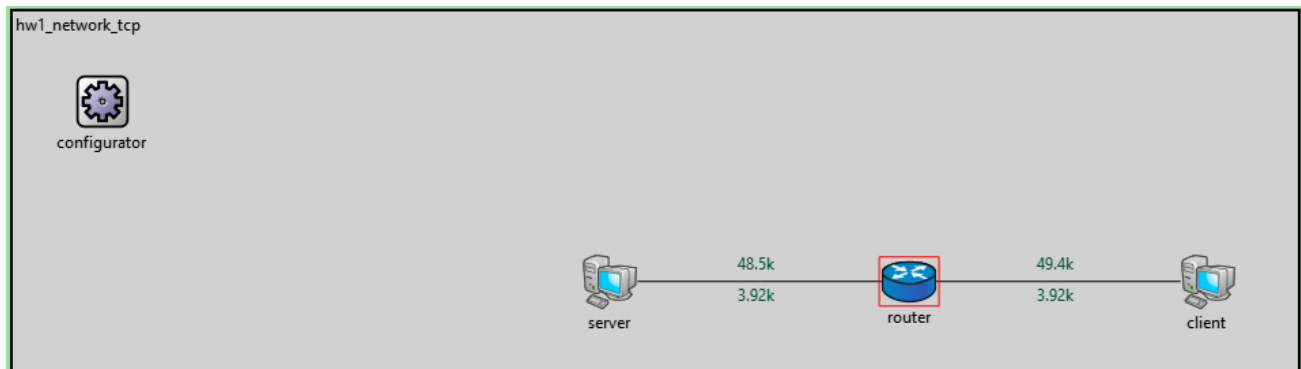 hw1_network_tcp
configurator
48.5k
49.4k
3.92k
3.92k
server
router
client